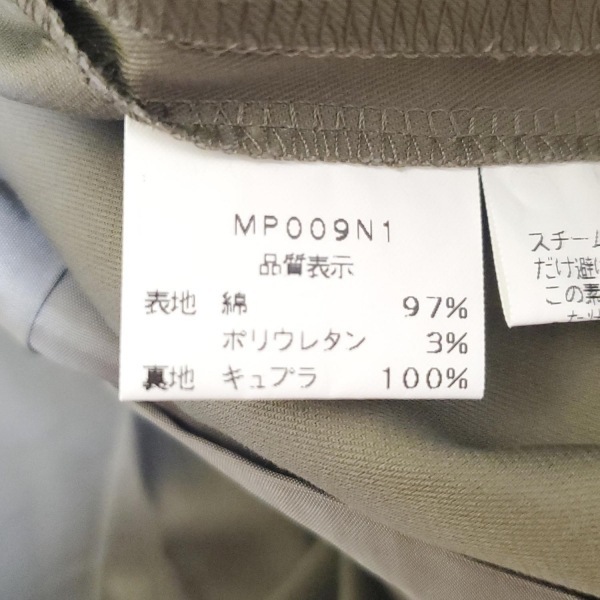 MP009N1
品質表示
表地 綿 97%
ポリウレタン 3%
裏地 キュプラ 100%
スチーム
だけ避け
この素